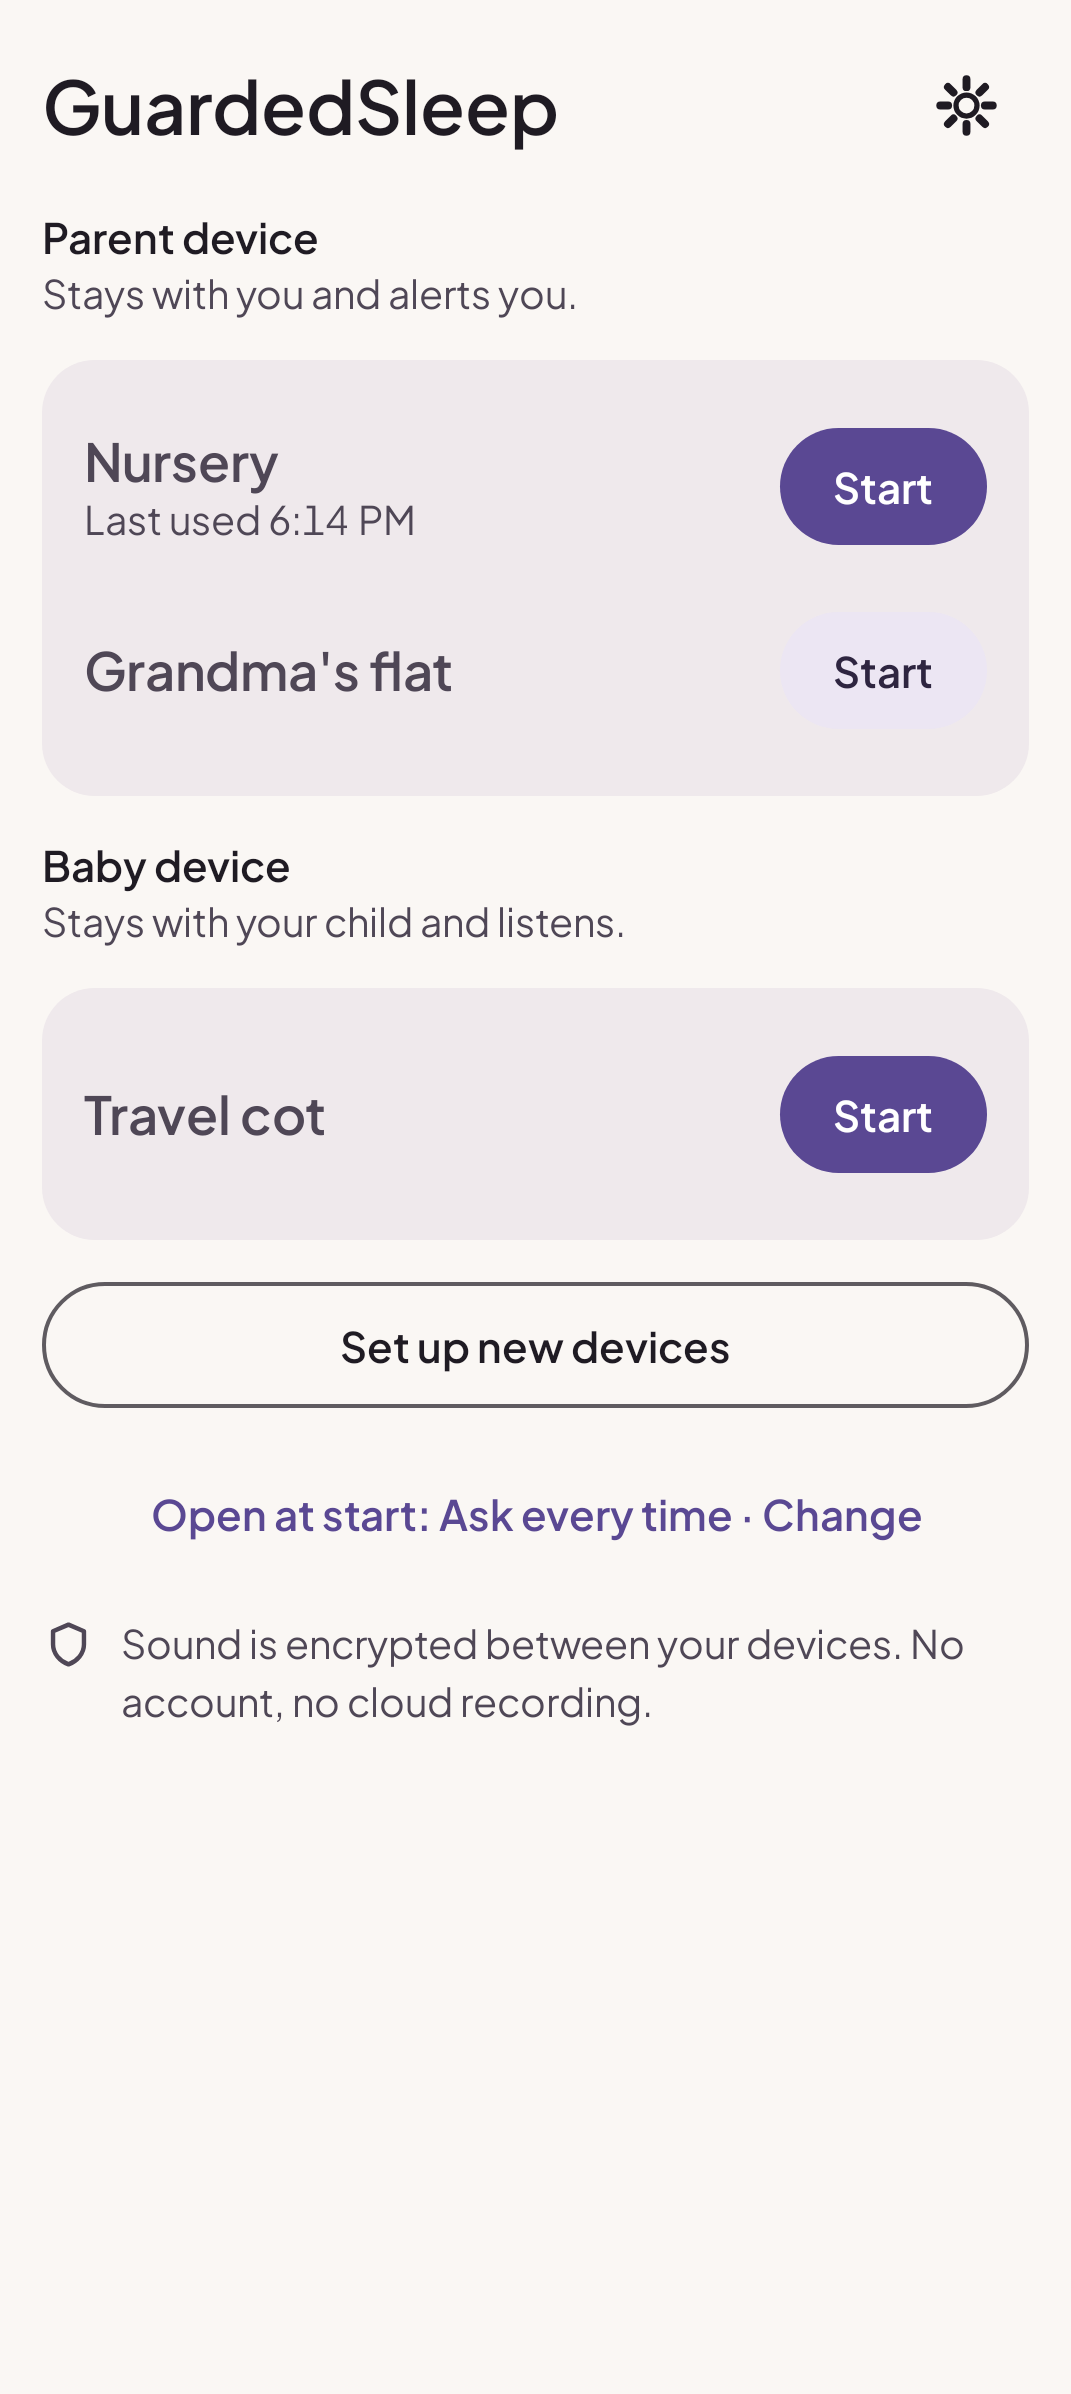 GuardedSleep
Parent device
Stays with you and alerts you.
Nursery
Last used 6:14 PM
Start
Grandma's flat
Start
Baby device
Stays with your child and listens.
Travel cot
Start
Set up new devices
Open at start: Ask every time · Change
Sound is encrypted between your devices. No
account, no cloud recording.